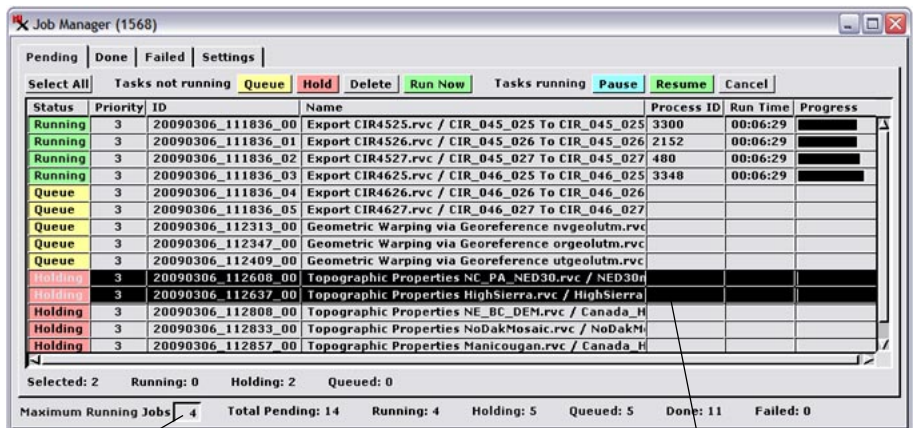 Job Manager (1568)
Pending Done Failed Settings
Select All Tasks not running Queue Hold Delete Run Now Tasks running Pause Resume Cancel
Status Priority ID Name Process ID Run Time Progress
Running 3 20090306_111836_00 Export CIR4525.rvc / CIR_045_025 To CIR_045_025 3300 00:06:29
Running 3 20090306_111836_01 Export CIR4526.rvc / CIR_045_026 To CIR_045_026 2152 00:06:29
Running 3 20090306_111836_02 Export CIR4527.rvc / CIR_045_027 To CIR_045_027 480 00:06:29
Running 3 20090306_111836_03 Export CIR4625.rvc / CIR_046_025 To CIR_046_025 3348 00:06:29
Queue 3 20090306_111836_04 Export CIR4626.rvc / CIR_046_026 To CIR_046_026
Queue 3 20090306_111836_05 Export CIR4627.rvc / CIR_046_027 To CIR_046_027
Queue 3 20090306_112313_00 Geometric Warping via Georeference nvgeolutm.rvc
Queue 3 20090306_112347_00 Geometric Warping via Georeference orgeolutm.rvc
Queue 3 20090306_112409_00 Geometric Warping via Georeference utgeolutm.rvc
Holding 3 20090306_112608_00 Topographic Properties NC_PA_NED30.rvc / NED30m
Holding 3 20090306_112637_00 Topographic Properties HighSierra.rvc / HighSierra
Holding 3 20090306_112808_00 Topographic Properties NE_BC_DEM.rvc / Canada_H
Holding 3 20090306_112833_00 Topographic Properties NoDakMosaic.rvc / NoDakM
Holding 3 20090306_112857_00 Topographic Properties Manicougan.rvc / Canada_H
Selected: 2 Running: 0 Holding: 2 Queued: 0
Maximum Running Jobs 4 Total Pending: 14 Running: 4 Holding: 5 Queued: 5 Done: 11 Failed: 0